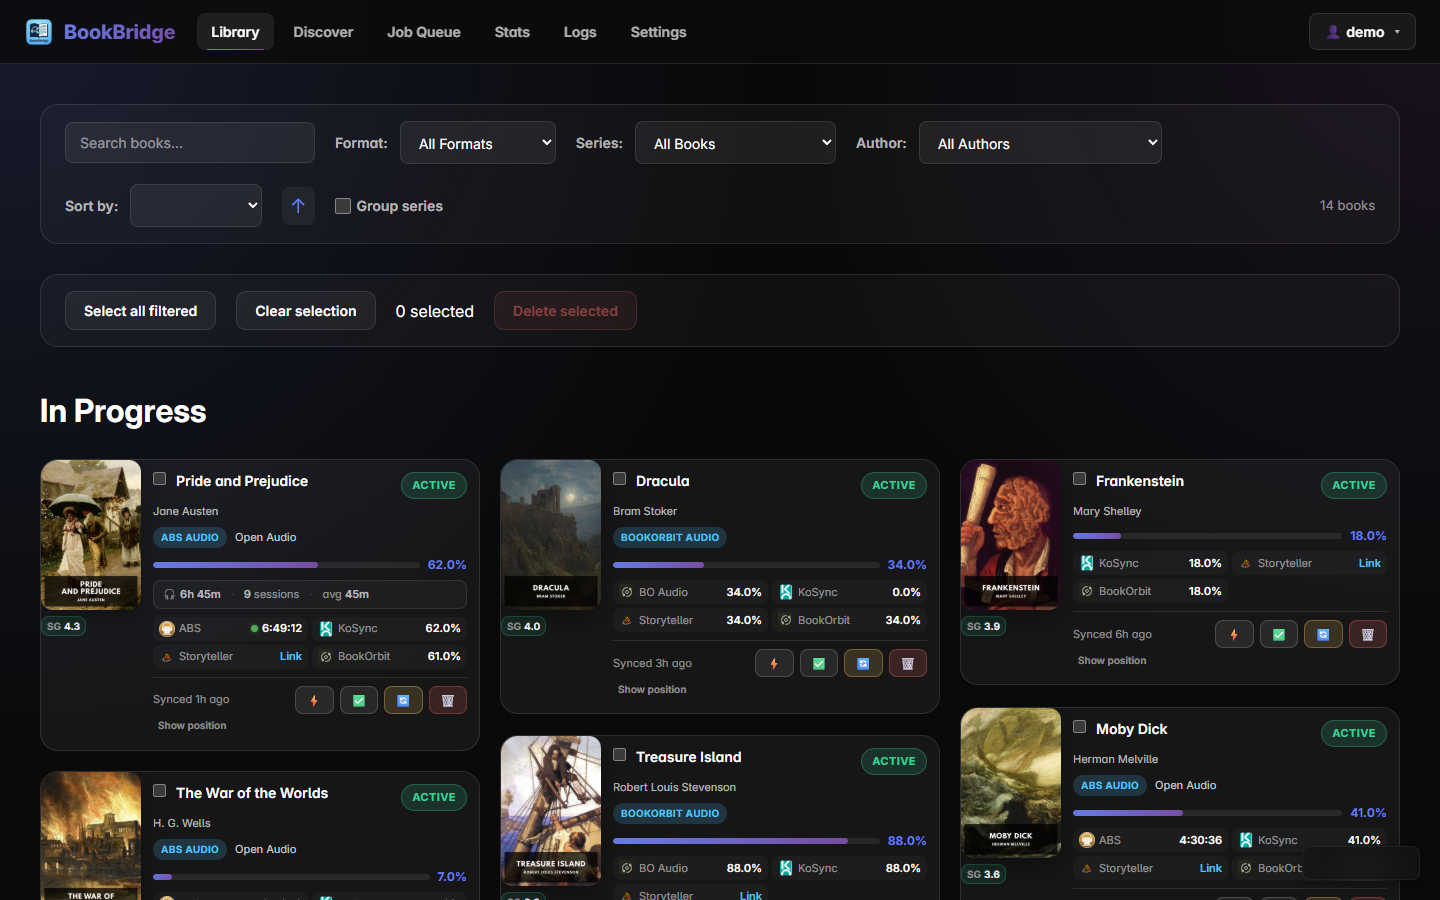 BookBridge
Library
Discover
Job Queue
Stats
Logs
Settings
demo
Search books...
Format:
All Formats
Series:
All Books
Author:
All Authors
Sort by:
Group series
14 books
Select all filtered
Clear selection
0 selected
Delete selected
In Progress
PRIDE
AND PREJUDICE
JANE AUSTEN
SG 4.3
Pride and Prejudice
ACTIVE
Jane Austen
ABS AUDIO Open Audio
62.0%
6h 45m · 9 sessions · avg 45m
ABS 6:49:12
KoSync 62.0%
Storyteller Link
BookOrbit 61.0%
Synced 1h ago
Show position
DRACULA
BRAM STOKER
SG 4.0
Dracula
ACTIVE
Bram Stoker
BOOKORBIT AUDIO
34.0%
BO Audio 34.0%
KoSync 0.0%
Storyteller 34.0%
BookOrbit 34.0%
Synced 3h ago
Show position
FRANKENSTEIN
MARY SHELLEY
SG 3.9
Frankenstein
ACTIVE
Mary Shelley
18.0%
KoSync 18.0%
Storyteller Link
BookOrbit 18.0%
Synced 6h ago
Show position
THE WAR OF
The War of the Worlds
ACTIVE
H. G. Wells
ABS AUDIO Open Audio
7.0%
TREASURE ISLAND
ROBERT LOUIS STEVENSON
Treasure Island
ACTIVE
Robert Louis Stevenson
BOOKORBIT AUDIO
88.0%
BO Audio 88.0%
KoSync 88.0%
Storyteller Link
MOBY DICK
HERMAN MELVILLE
SG 3.6
Moby Dick
ACTIVE
Herman Melville
ABS AUDIO Open Audio
41.0%
ABS 4:30:36
KoSync 41.0%
Storyteller Link
BookOrb